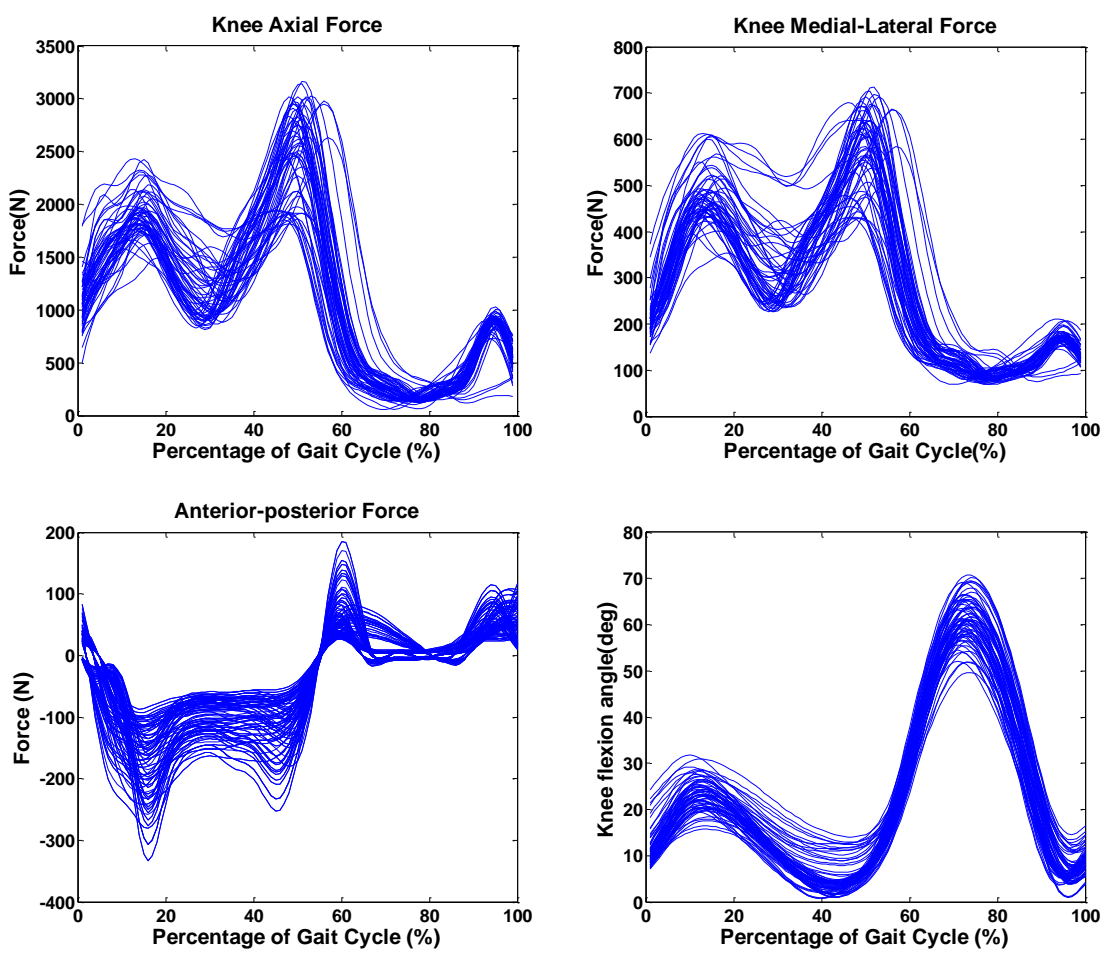 Knee Axial Force
3500
3000
2500
2000
1500
1000
500
0
Force(N)
0 20 40 60 80 100
Percentage of Gait Cycle (%)
Knee Medial-Lateral Force
800
700
600
500
400
300
200
100
0
Force(N)
0 20 40 60 80 100
Percentage of Gait Cycle(%)
Anterior-posterior Force
200
100
0
-100
-200
-300
-400
Force (N)
0 20 40 60 80 100
Percentage of Gait Cycle (%)
80
70
60
50
40
30
20
10
0
Knee flexion angle(deg)
0 20 40 60 80 100
Percentage of Gait Cycle (%)